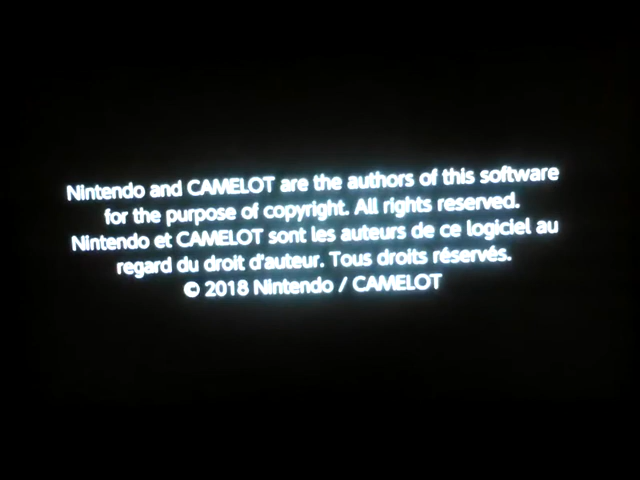 Nintendo and CAMELOT are the authors of this software
for the purpose of copyright. All rights reserved.
Nintendo et CAMELOT sont les auteurs de ce logiciel au
regard du droit d'auteur. Tous droits réservés.
© 2018 Nintendo / CAMELOT